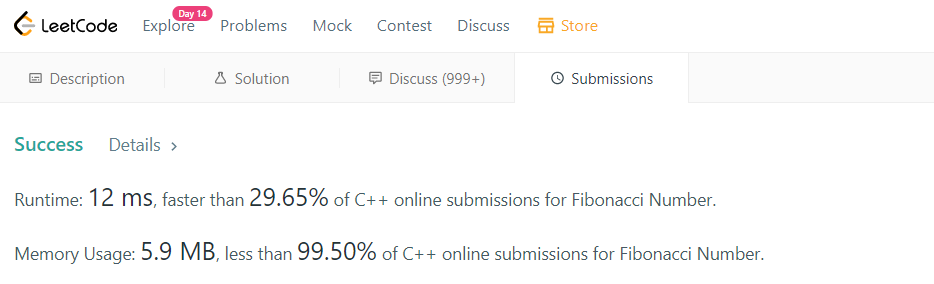 Day 14
LeetCode Explore Problems Mock Contest Discuss Store
Description Solution Discuss (999+) Submissions
Success Details >
Runtime: 12 ms, faster than 29.65% of C++ online submissions for Fibonacci Number.
Memory Usage: 5.9 MB, less than 99.50% of C++ online submissions for Fibonacci Number.